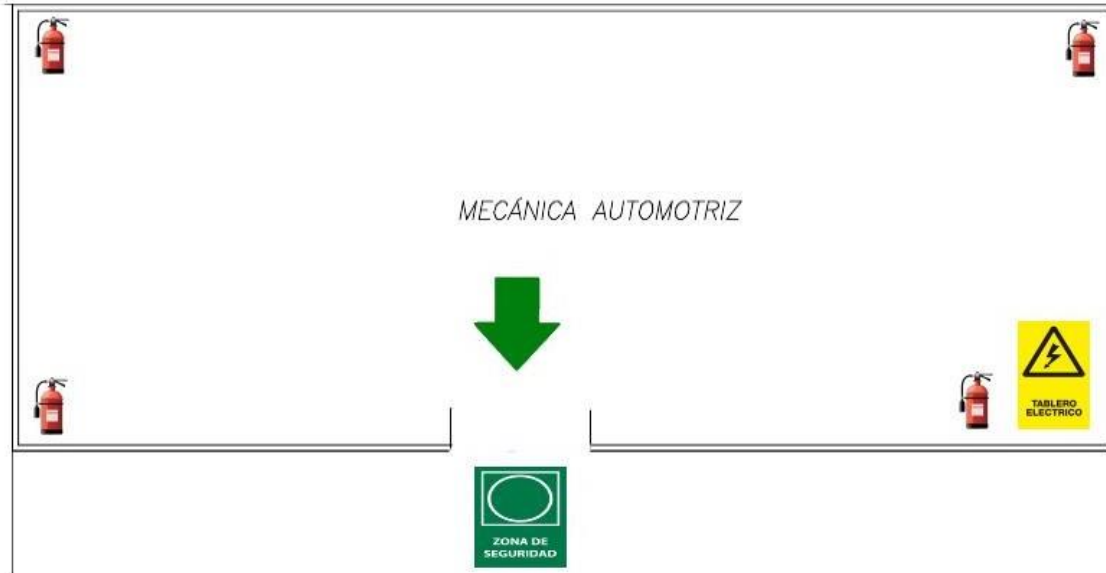 MECÁNICA AUTOMOTRIZ
TABLERO
ELECTRICO
ZONA DE
SEGURIDAD